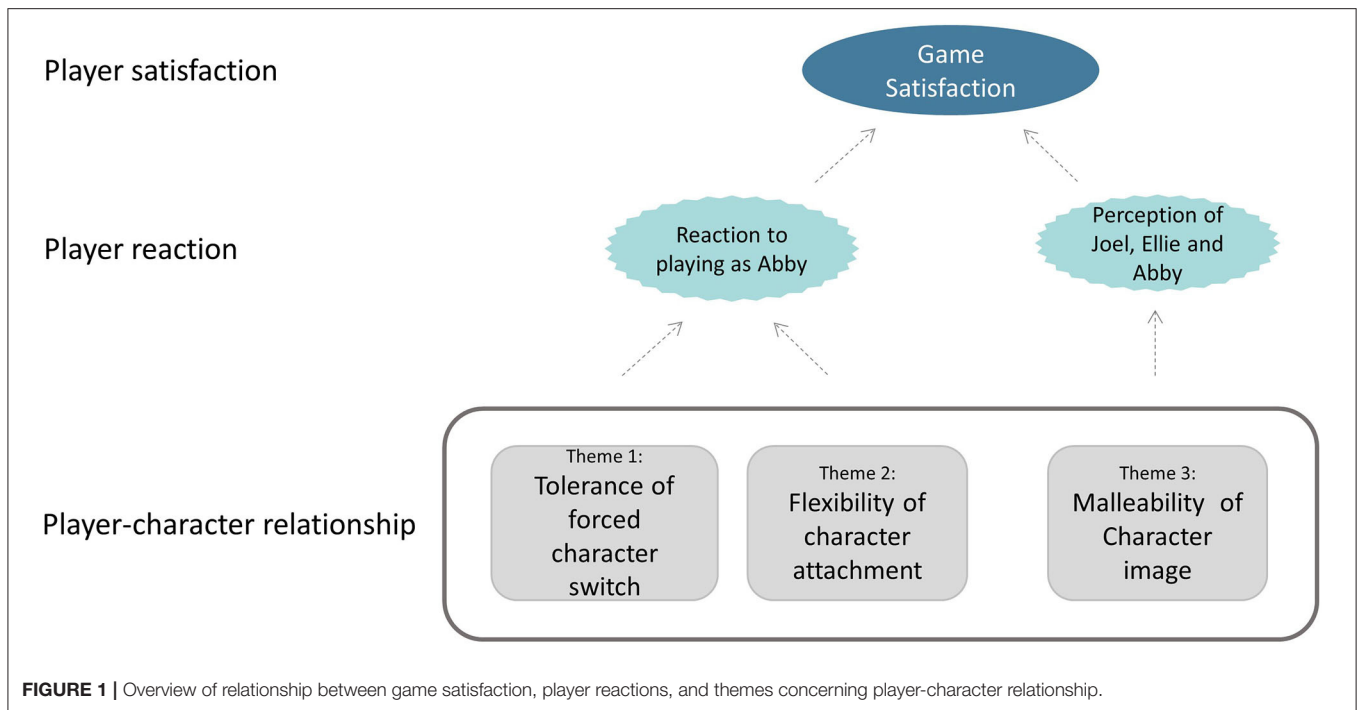 Player satisfaction
Game
Satisfaction
Player reaction
Reaction to
playing as Abby
Perception of
Joel, Ellie and
Abby
Player-character relationship
Theme 1:
Tolerance of
forced
character
switch
Theme 2:
Flexibility of
character
attachment
Theme 3:
Malleability of
Character
image
FIGURE 1 | Overview of relationship between game satisfaction, player reactions, and themes concerning player-character relationship.